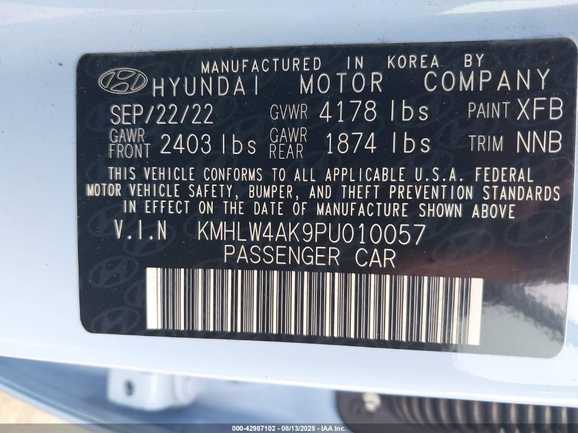 MANUFACTURED IN KOREA BY
HYUNDAI MOTOR COMPANY
SEP/22/22 GVWR 4178 lbs PAINT XFB
GAWR FRONT 2403 lbs GAWR REAR 1874 lbs TRIM NNB
THIS VEHICLE CONFORMS TO ALL APPLICABLE U.S.A. FEDERAL
MOTOR VEHICLE SAFETY, BUMPER, AND THEFT PREVENTION STANDARDS
IN EFFECT ON THE DATE OF MANUFACTURE SHOWN ABOVE
V.I.N KMHLW4AK9PU010057
PASSENGER CAR
000-42987102 - 08/13/2025 - IAA Inc.